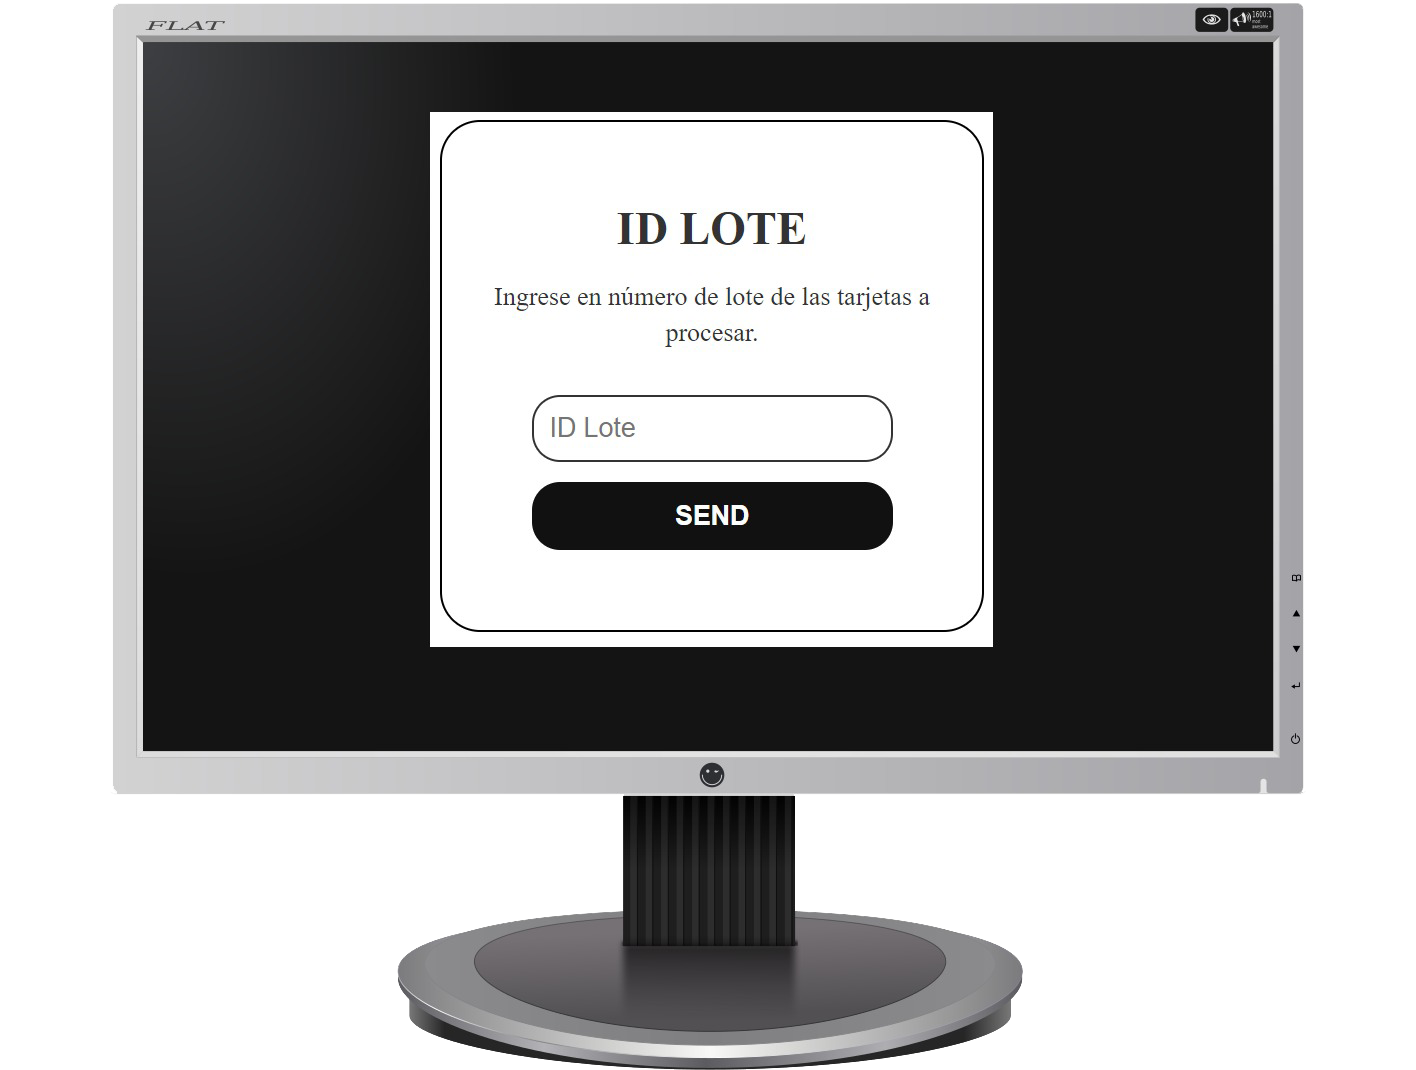 FLAT
1600:1
ID LOTE
Ingrese en número de lote de las tarjetas a
procesar.
ID Lote
SEND